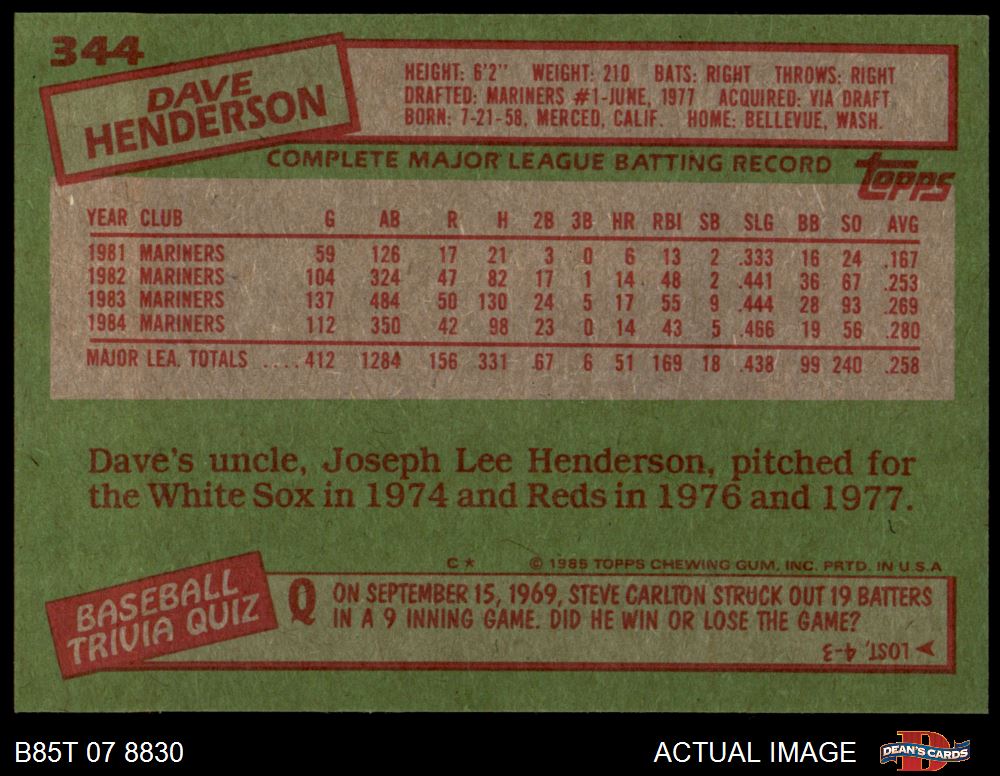 344
DAVE
HENDERSON
HEIGHT: 6'2" WEIGHT: 210 BATS: RIGHT THROWS: RIGHT
DRAFTED: MARINERS #1-JUNE, 1977 ACQUIRED: VIA DRAFT
BORN: 7-21-58, MERCED, CALIF. HOME: BELLEVUE, WASH.
COMPLETE MAJOR LEAGUE BATTING RECORD
topps
YEAR CLUB G AB R H 2B 3B HR RBI SB SLG BB SO AVG
1981 MARINERS 59 126 17 21 3 0 6 13 2 .333 16 24 .167
1982 MARINERS 104 324 47 82 17 1 14 48 2 .441 36 67 .253
1983 MARINERS 137 484 50 130 24 5 17 55 9 .444 28 93 .269
1984 MARINERS 112 350 42 98 23 0 14 43 5 .466 19 56 .280
MAJOR LEA. TOTALS ....412 1284 156 331 67 6 51 169 18 .438 99 240 .258
Dave's uncle, Joseph Lee Henderson, pitched for
the White Sox in 1974 and Reds in 1976 and 1977.
C * © 1985 TOPPS CHEWING GUM, INC. PRTD. IN U.S.A
BASEBALL
TRIVIA QUIZ
Q ON SEPTEMBER 15, 1969, STEVE CARLTON STRUCK OUT 19 BATTERS
IN A 9 INNING GAME. DID HE WIN OR LOSE THE GAME?
LOST, 4-3
B85T 07 8830
ACTUAL IMAGE
D
DEAN'S CARDS